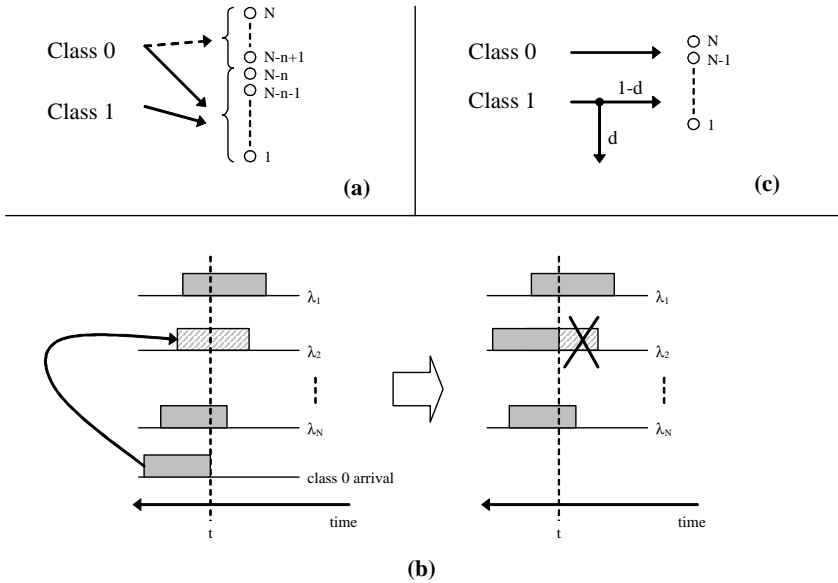 Class 0
Class 1
N
N-n+1
N-n
N-n-1
1
(a)
Class 0
Class 1
1-d
d
N
N-1
1
(c)
λ1
λ2
λN
class 0 arrival
time
t
λ1
λ2
λN
time
t
(b)